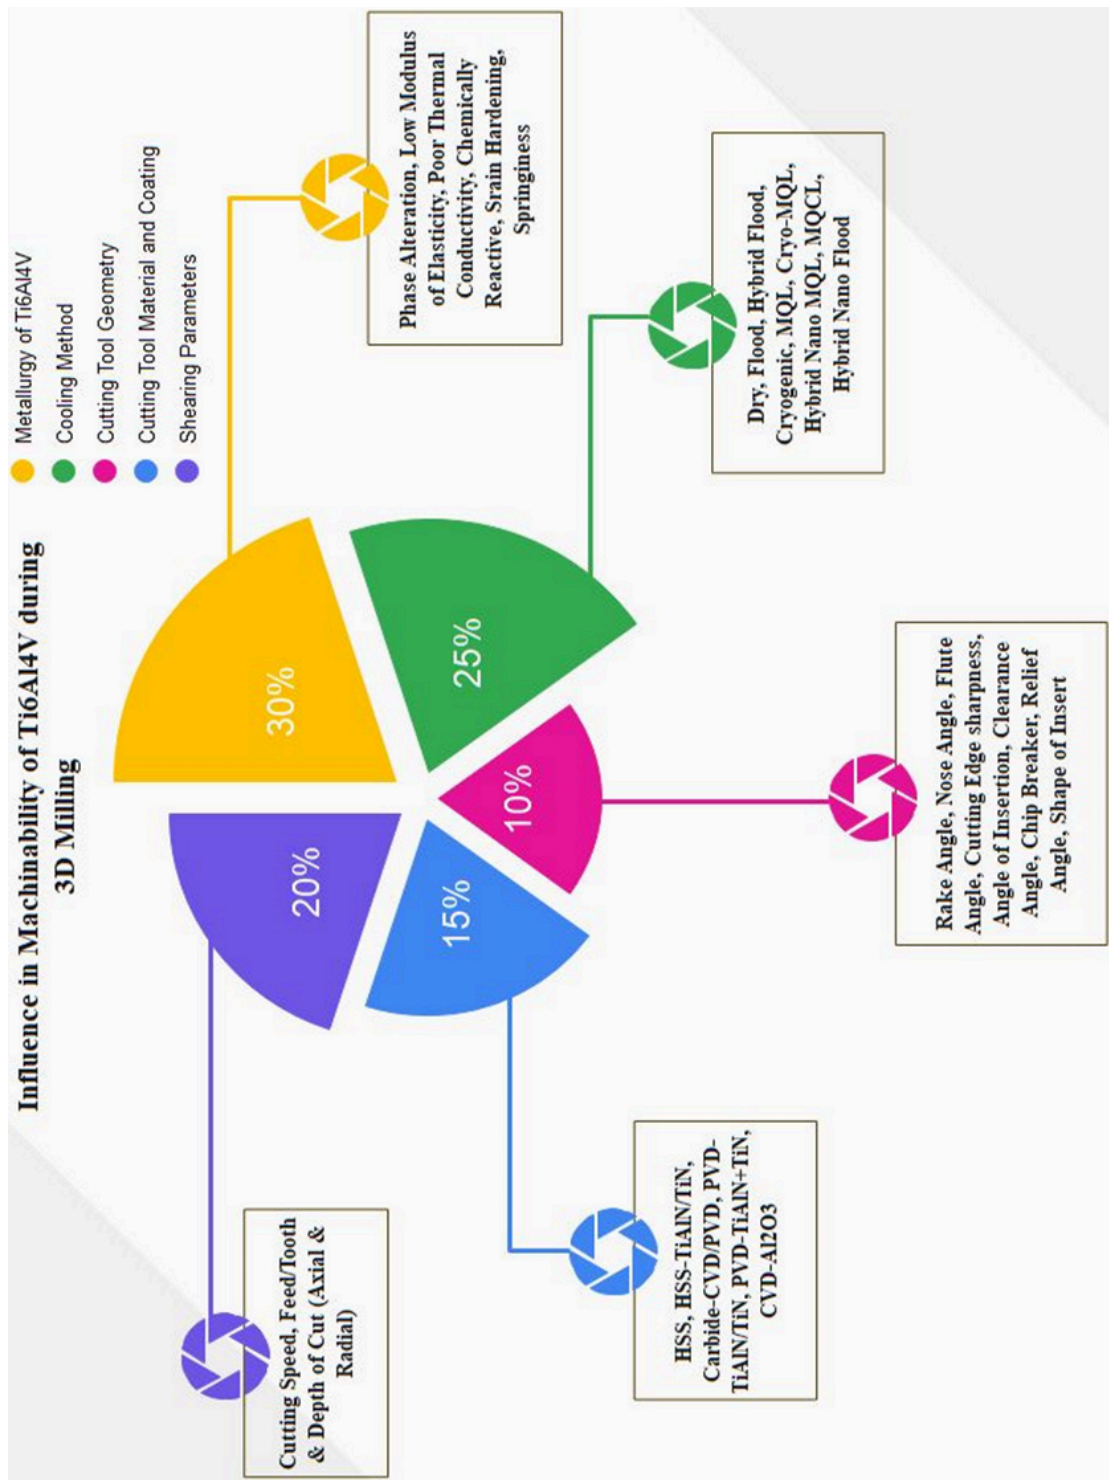 Influence in Machinability of Ti6Al4V during
3D Milling
Metallurgy of Ti6Al4V
Cooling Method
Cutting Tool Geometry
Cutting Tool Material and Coating
Shearing Parameters
30%
25%
10%
15%
20%
Phase Alteration, Low Modulus
of Elasticity, Poor Thermal
Conductivity, Chemically
Reactive, Srain Hardening,
Springiness
Dry, Flood, Hybrid Flood,
Cryogenic, MQL, Cryo-MQL,
Hybrid Nano MQL, MQCL,
Hybrid Nano Flood
Rake Angle, Nose Angle, Flute
Angle, Cutting Edge sharpness,
Angle of Insertion, Clearance
Angle, Chip Breaker, Relief
Angle, Shape of Insert
HSS, HSS-TiAlN/TiN,
Carbide-CVD/PVD, PVD-
TiAlN/TiN, PVD-TiAlN+TiN,
CVD-Al2O3
Cutting Speed, Feed/Tooth
& Depth of Cut (Axial &
Radial)